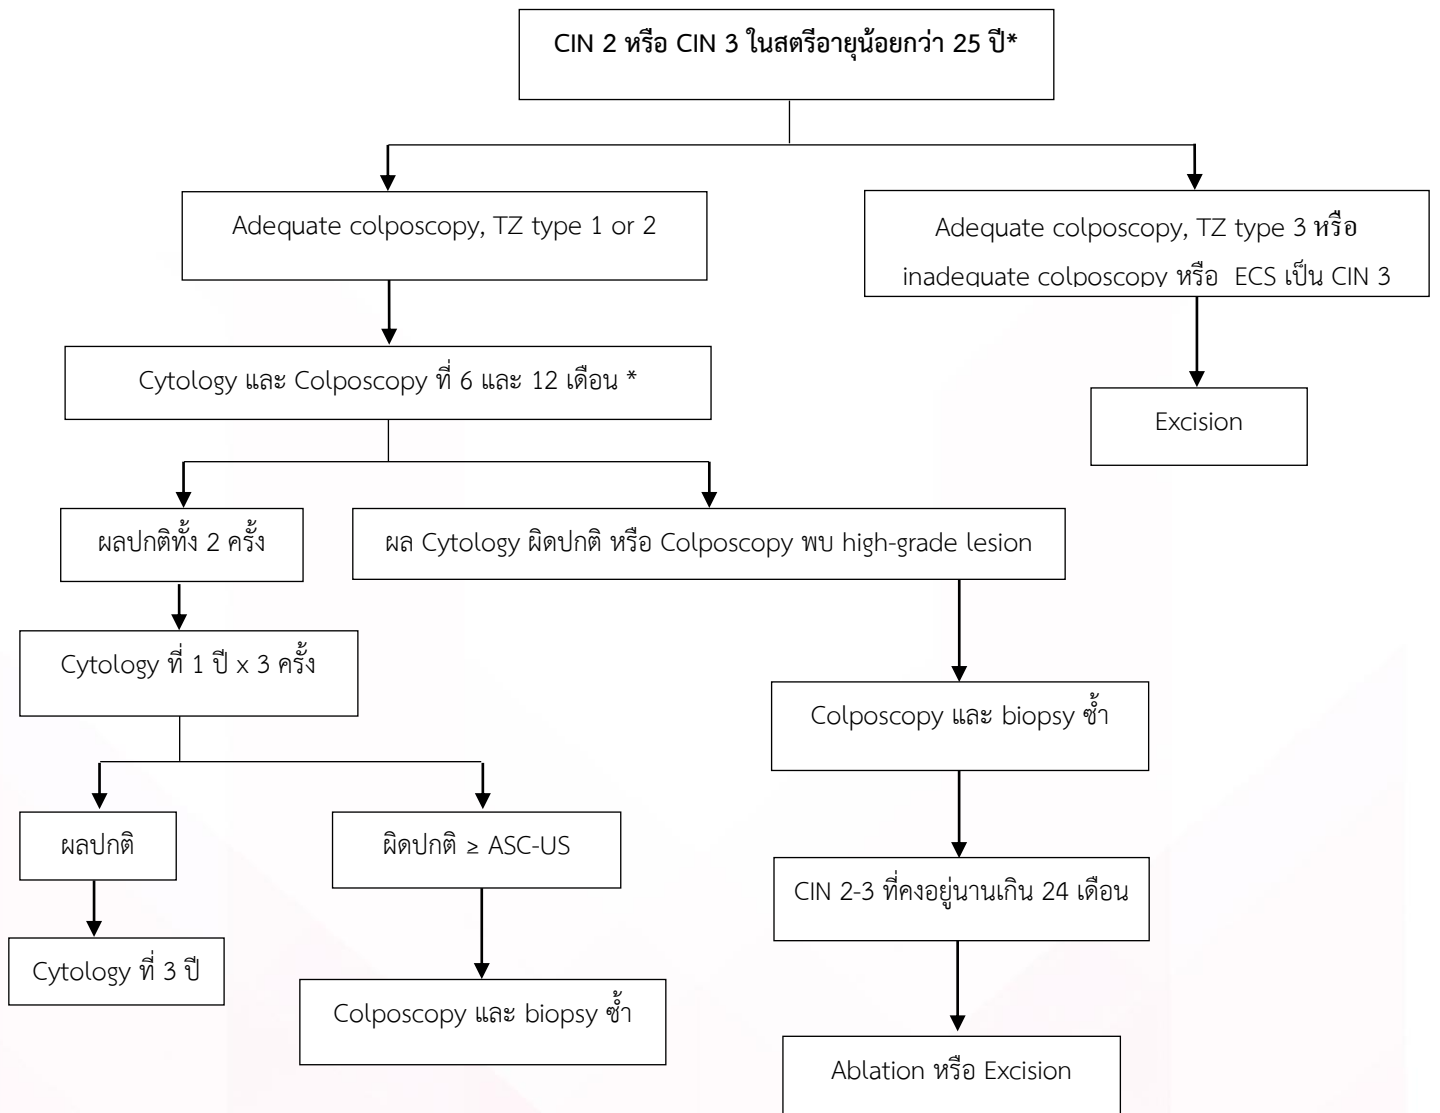 CIN 2 หรือ CIN 3 ในสตรีอายุน้อยกว่า 25 ปี*
Adequate colposcopy, TZ type 1 or 2
Adequate colposcopy, TZ type 3 หรือ
inadequate colposcopy หรือ ECS เป็น CIN 3
Cytology และ Colposcopy ที่ 6 และ 12 เดือน *
Excision
ผลปกติทั้ง 2 ครั้ง
ผล Cytology ผิดปกติ หรือ Colposcopy พบ high-grade lesion
Cytology ที่ 1 ปี x 3 ครั้ง
Colposcopy และ biopsy ซ้ำ
ผลปกติ
ผิดปกติ ≥ ASC-US
CIN 2-3 ที่คงอยู่นานเกิน 24 เดือน
Cytology ที่ 3 ปี
Colposcopy และ biopsy ซ้ำ
Ablation หรือ Excision